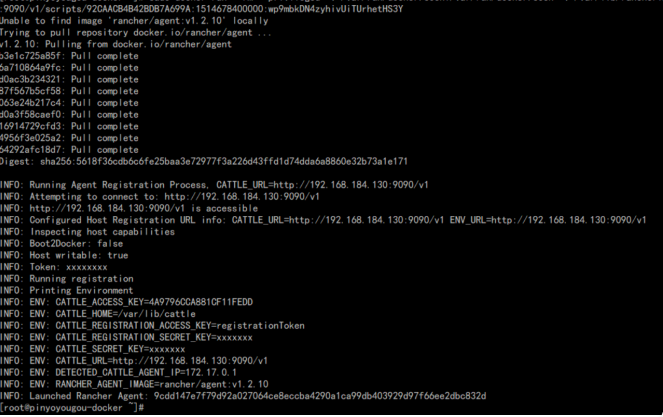 :9090/v1/scripts/92DAACB4B42BDB7A699A:1514678400000:wp9mbkDN4zyhivUiTUrhetHS3Y
Unable to find image 'rancher/agent:v1.2.10' locally
Trying to pull repository docker.io/rancher/agent ...
v1.2.10: Pulling from docker.io/rancher/agent
b3e1c725a85f: Pull complete
6a710864a9fc: Pull complete
d0ac3b234321: Pull complete
87f567b5cf58: Pull complete
063e24b217c4: Pull complete
d0a3f58caef0: Pull complete
16914729cfd3: Pull complete
4956f3e025a2: Pull complete
64292afc18d7: Pull complete
Digest: sha256:5618f36cdb6c6fe25baa3e72977f3a226d43ffd1d74dda6a8860e32b73a1e171
INFO: Running Agent Registration Process, CATTLE_URL=http://192.168.184.130:9090/v1
INFO: Attempting to connect to: http://192.168.184.130:9090/v1
INFO: http://192.168.184.130:9090/v1 is accessible
INFO: Configured Host Registration URL info: CATTLE_URL=http://192.168.184.130:9090/v1 ENV_URL=http://192.168.184.130:9090/v1
INFO: Inspecting host capabilities
INFO: Boot2Docker: false
INFO: Host writable: true
INFO: Token: xxxxxxxx
INFO: Running registration
INFO: Printing Environment
INFO: ENV: CATTLE_ACCESS_KEY=4A9796CCA881CF11FEDD
INFO: ENV: CATTLE_HOME=/var/lib/cattle
INFO: ENV: CATTLE_REGISTRATION_ACCESS_KEY=registrationToken
INFO: ENV: CATTLE_REGISTRATION_SECRET_KEY=xxxxxxx
INFO: ENV: CATTLE_SECRET_KEY=xxxxxxx
INFO: ENV: CATTLE_URL=http://192.168.184.130:9090/v1
INFO: ENV: DETECTED_CATTLE_AGENT_IP=172.17.0.1
INFO: ENV: RANCHER_AGENT_IMAGE=rancher/agent:v1.2.10
INFO: Launched Rancher Agent: 9cdd147e7f79d92a027064ce8eccba4290a1ca99db403929d97f66ee2dbc832d
[root@pinyoyougou-docker ~]#